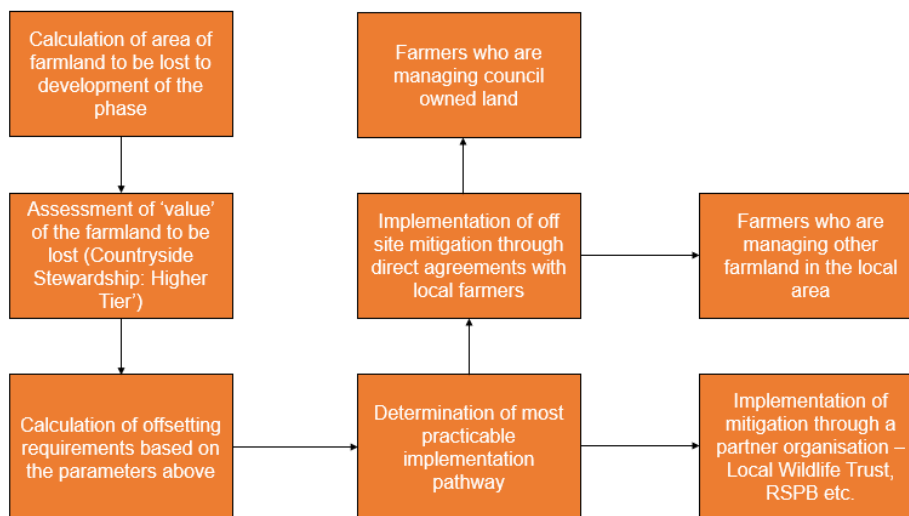 Calculation of area of
farmland to be lost to
development of the
phase
Assessment of ‘value’
of the farmland to be
lost (Countryside
Stewardship: Higher
Tier’)
Calculation of offsetting
requirements based on
the parameters above
Determination of most
practicable
implementation
pathway
Implementation of off
site mitigation through
direct agreements with
local farmers
Farmers who are
managing council
owned land
Farmers who are
managing other
farmland in the local
area
Implementation of
mitigation through a
partner organisation –
Local Wildlife Trust,
RSPB etc.